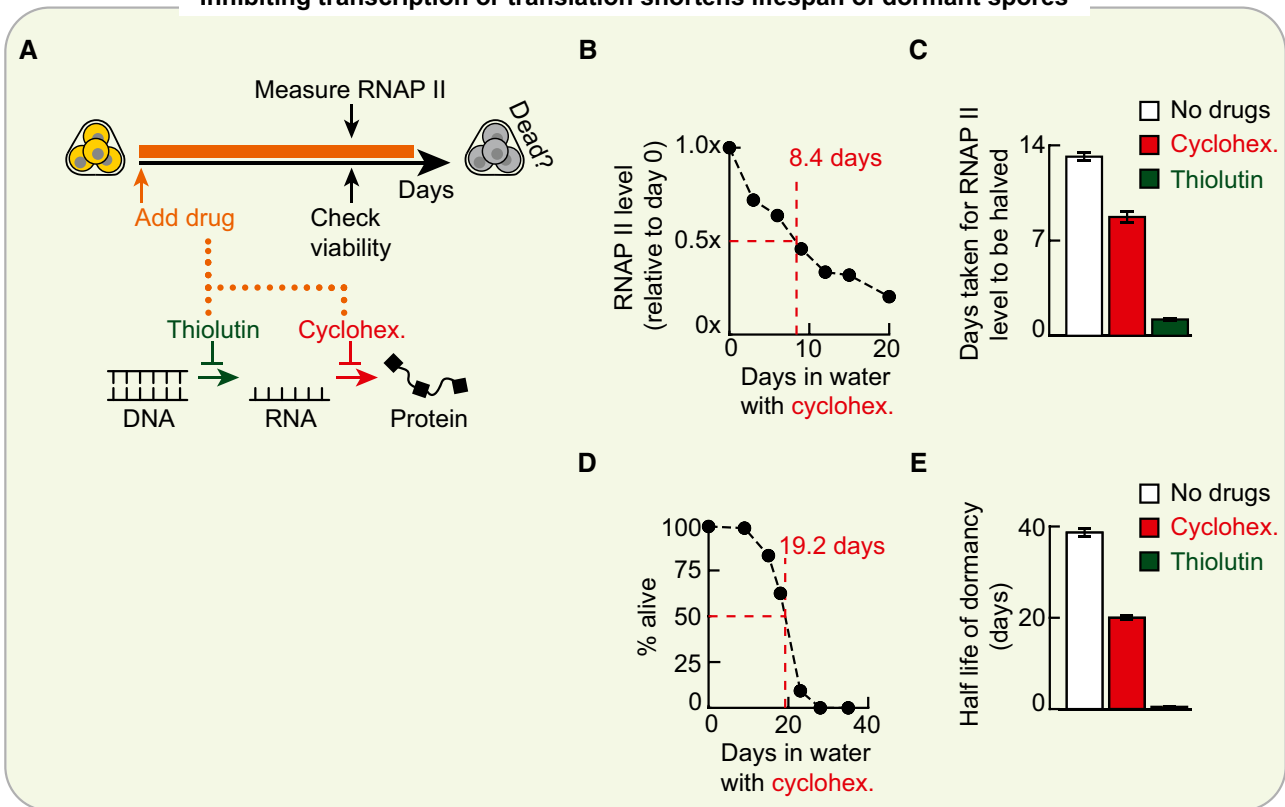 Inhibiting transcription or translation shortens lifespan of dormant spores
A
Measure RNAP II
Dead?
Days
Add drug
Check
viability
Thiolutin
Cyclohex.
DNA
RNA
Protein
B
RNAP II level
(relative to day 0)
1.0x
0.5x
0x
8.4 days
0
10
20
Days in water
with cyclohex.
C
No drugs
Cyclohex.
Thiolutin
Days taken for RNAP II
level to be halved
14
7
0
D
% alive
100
75
50
25
0
19.2 days
0
20
40
Days in water
with cyclohex.
E
No drugs
Cyclohex.
Thiolutin
Half life of dormancy
(days)
40
20
0